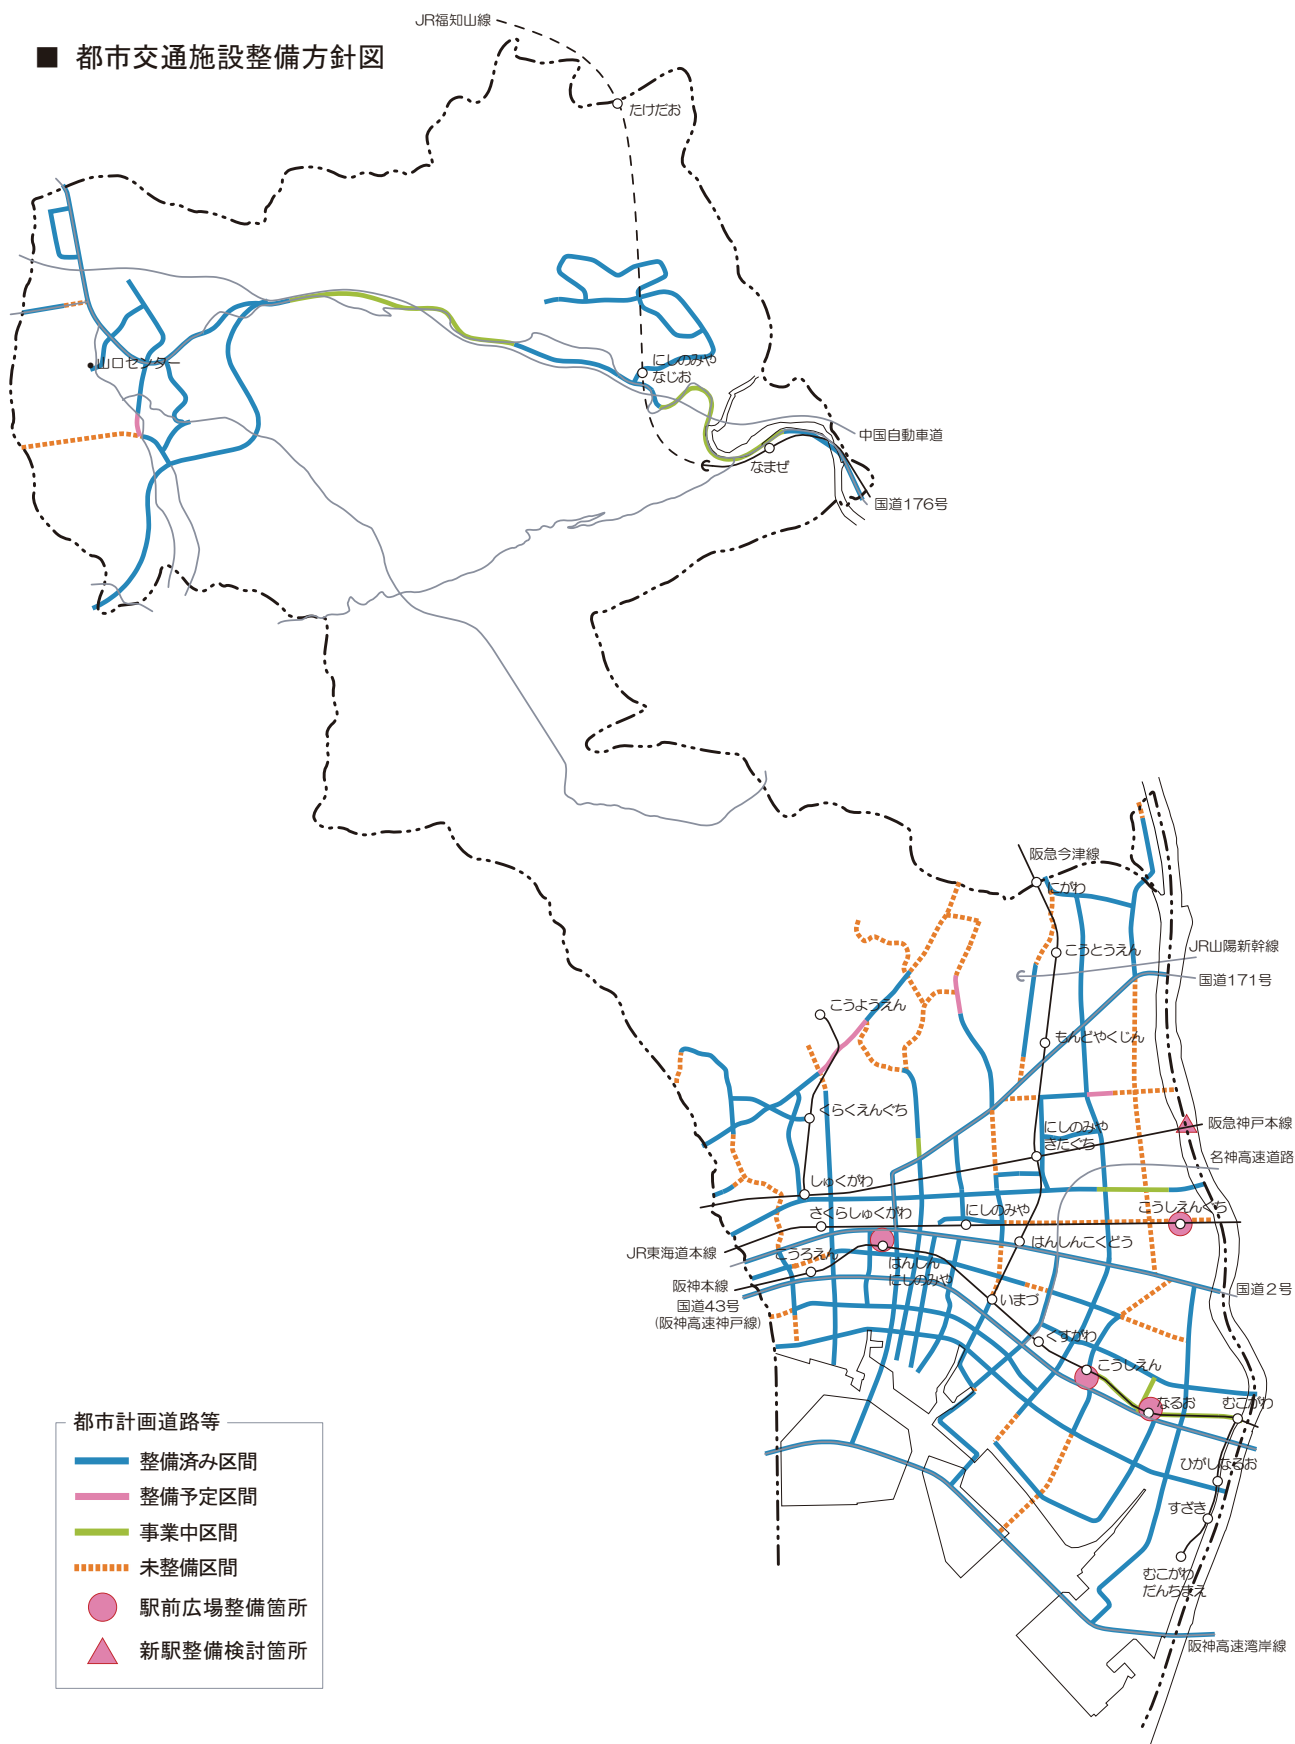 JR福知山線
■ 都市交通施設整備方針図
たけだお
山口センター
にしのみや
なじお
中国自動車道
なまぜ
国道176号
阪急今津線
にがわ
JR山陽新幹線
こうとうえん
国道171号
こうようえん
もんどやくじん
くらくえんぐち
にしのみや
きたぐち
阪急神戸本線
名神高速道路
しゅくがわ
さくらしゅくがわ
にしのみや
こうしえんぐち
JR東海道本線
こうろえん
はんしん
にしのみや
はんしんこくどう
阪神本線
国道43号
(阪神高速神戸線)
国道2号
いまづ
くすがわ
こうしえん
なるお
むこがわ
ひがしなるお
すざき
むこがわ
だんちまえ
阪神高速湾岸線
都市計画道路等
整備済み区間
整備予定区間
事業中区間
未整備区間
駅前広場整備箇所
新駅整備検討箇所